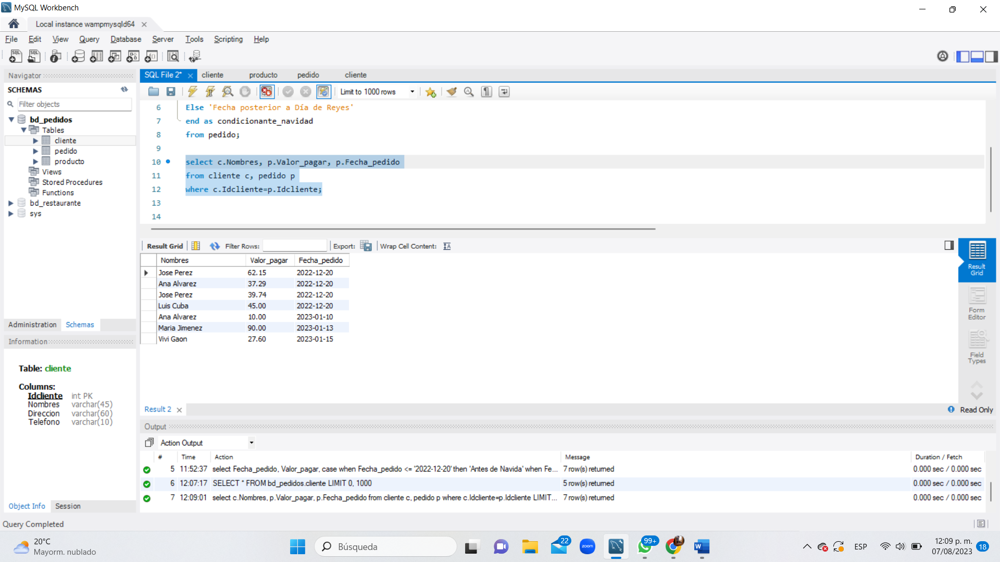 MySQL Workbench
Local instance wampmysqld64
File Edit View Query Database Server Tools Scripting Help
Navigator
SCHEMAS
Filter objects
bd_pedidos
Tables
cliente
pedido
producto
Views
Stored Procedures
Functions
bd_restaurante
sys
Administration Schemas
Information
Table: cliente
Columns:
Idcliente int PK
Nombres varchar(45)
Direccion varchar(60)
Telefono varchar(10)
Object Info Session
SQL File 2* cliente producto pedido cliente
Limit to 1000 rows
6 Else 'Fecha posterior a Día de Reyes'
7 end as condicionante_navidad
8 from pedido;
9
10 select c.Nombres, p.Valor_pagar, p.Fecha_pedido
11 from cliente c, pedido p
12 where c.Idcliente=p.Idcliente;
13
14
Result Grid Filter Rows: Export: Wrap Cell Content:
Nombres Valor_pagar Fecha_pedido
Jose Perez 62.15 2022-12-20
Ana Alvarez 37.29 2022-12-20
Jose Perez 39.74 2022-12-20
Luis Cuba 45.00 2022-12-20
Ana Alvarez 10.00 2023-01-10
Maria Jimenez 90.00 2023-01-13
Vivi Gaon 27.60 2023-01-15
Result
Grid
Form
Editor
Field
Types
Result 2 Read Only
Output
Action Output
# Time Action Message Duration / Fetch
5 11:52:37 select Fecha_pedido, Valor_pagar, case when Fecha_pedido <= '2022-12-20' then 'Antes de Navida' when Fe... 7 row(s) returned 0.000 sec / 0.000 sec
6 12:07:17 SELECT * FROM bd_pedidos.cliente LIMIT 0, 1000 5 row(s) returned 0.000 sec / 0.000 sec
7 12:09:01 select c.Nombres, p.Valor_pagar, p.Fecha_pedido from cliente c, pedido p where c.Idcliente=p.Idcliente LIMIT... 7 row(s) returned 0.000 sec / 0.000 sec
Query Completed
20°C
Mayorm. nublado
Búsqueda
22
zoom
99+
W
ESP
12:09 p. m.
07/08/2023
18